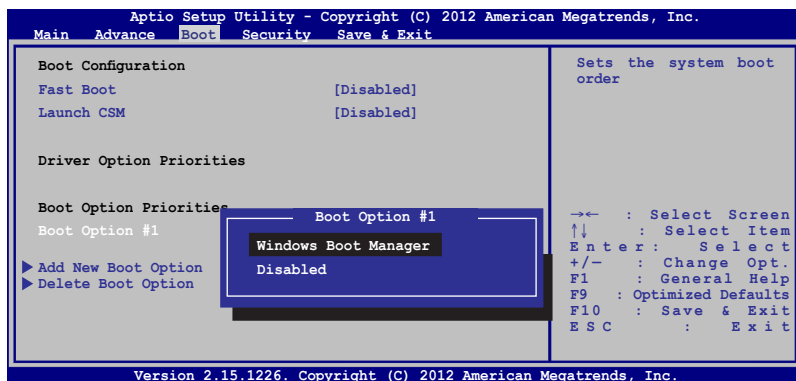 Aptio Setup Utility - Copyright (C) 2012 American Megatrends, Inc.
Main Advance Boot Security Save & Exit
Boot Configuration
Fast Boot [Disabled]
Launch CSM [Disabled]
Driver Option Priorities
Boot Option Priorities
Boot Option #1
Add New Boot Option
Delete Boot Option
Boot Option #1
Windows Boot Manager
Disabled
Sets the system boot
order
→← : Select Screen
↑↓ : Select Item
Enter: Select
+/— : Change Opt.
F1 : General Help
F9 : Optimized Defaults
F10 : Save & Exit
ESC : Exit
Version 2.15.1226. Copyright (C) 2012 American Megatrends, Inc.